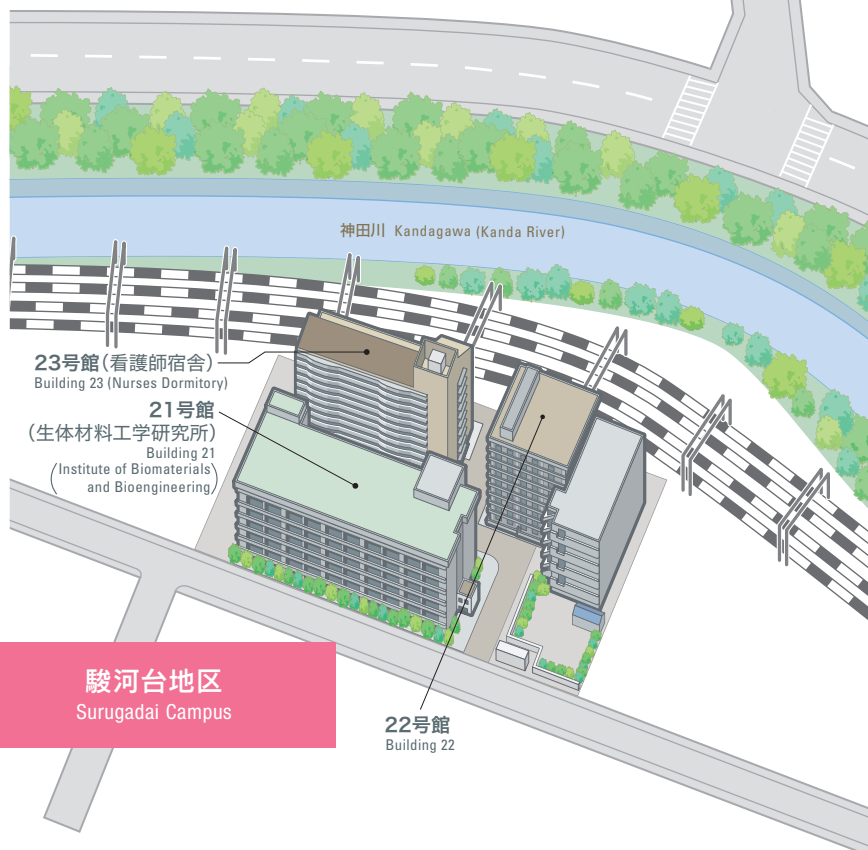 神田川 Kandagawa (Kanda River)
23号館(看護師宿舎)
Building 23 (Nurses Dormitory)
21号館
(生体材料工学研究所)
Building 21
(Institute of Biomaterials
and Bioengineering)
駿河台地区
Surugadai Campus
22号館
Building 22